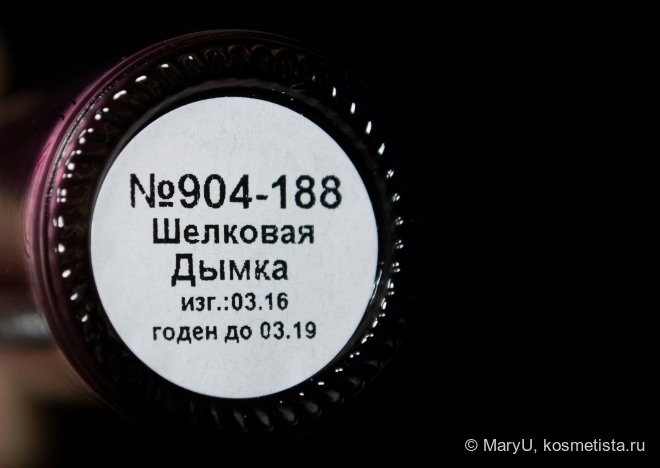 №904-188
Шелковая
Дымка
изг.:03.16
годен до 03.19
© MaryU, kosmetista.ru